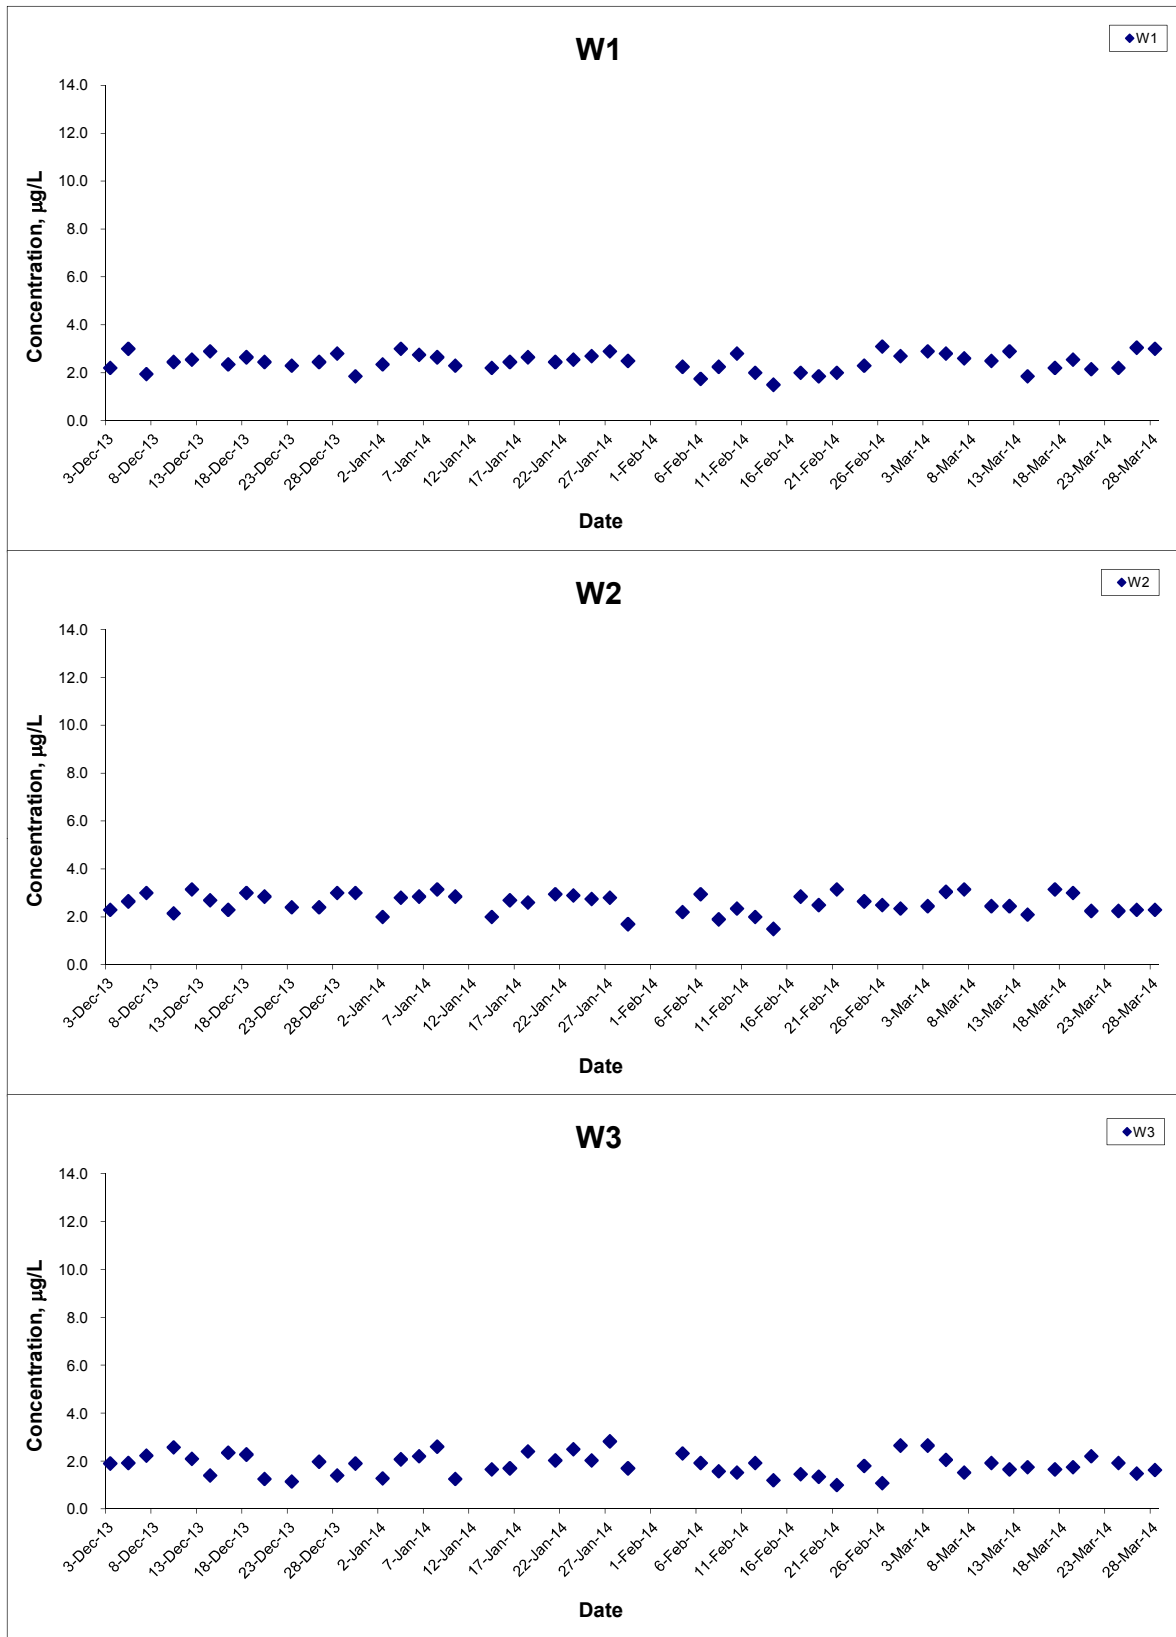 W1
W1
14.0
12.0
10.0
8.0
6.0
4.0
2.0
0.0
Concentration, µg/L
3-Dec-13
8-Dec-13
13-Dec-13
18-Dec-13
23-Dec-13
28-Dec-13
2-Jan-14
7-Jan-14
12-Jan-14
17-Jan-14
22-Jan-14
27-Jan-14
1-Feb-14
6-Feb-14
11-Feb-14
16-Feb-14
21-Feb-14
26-Feb-14
3-Mar-14
8-Mar-14
13-Mar-14
18-Mar-14
23-Mar-14
28-Mar-14
Date
W2
W2
14.0
12.0
10.0
8.0
6.0
4.0
2.0
0.0
Concentration, µg/L
3-Dec-13
8-Dec-13
13-Dec-13
18-Dec-13
23-Dec-13
28-Dec-13
2-Jan-14
7-Jan-14
12-Jan-14
17-Jan-14
22-Jan-14
27-Jan-14
1-Feb-14
6-Feb-14
11-Feb-14
16-Feb-14
21-Feb-14
26-Feb-14
3-Mar-14
8-Mar-14
13-Mar-14
18-Mar-14
23-Mar-14
28-Mar-14
Date
W3
W3
14.0
12.0
10.0
8.0
6.0
4.0
2.0
0.0
Concentration, µg/L
3-Dec-13
8-Dec-13
13-Dec-13
18-Dec-13
23-Dec-13
28-Dec-13
2-Jan-14
7-Jan-14
12-Jan-14
17-Jan-14
22-Jan-14
27-Jan-14
1-Feb-14
6-Feb-14
11-Feb-14
16-Feb-14
21-Feb-14
26-Feb-14
3-Mar-14
8-Mar-14
13-Mar-14
18-Mar-14
23-Mar-14
28-Mar-14
Date